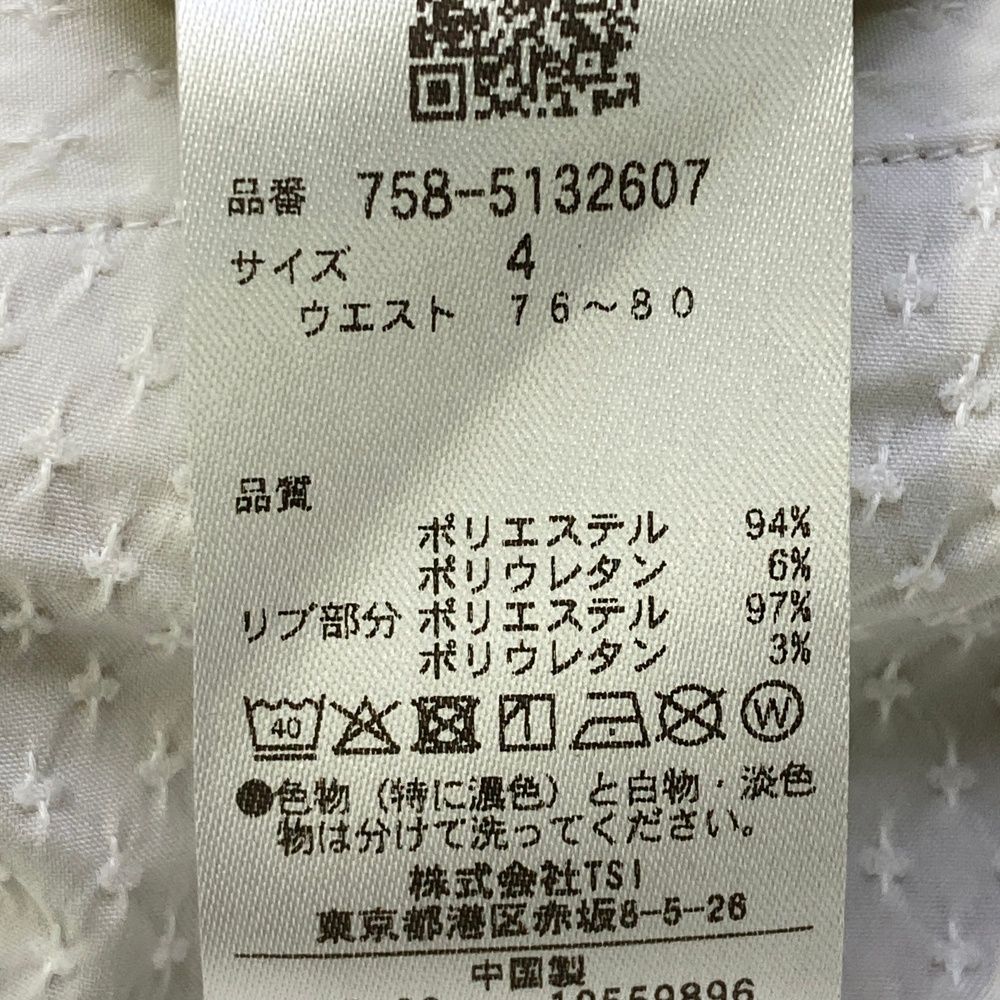 品番 758-5132607
サイズ 4
ウエスト 76～80
品質
ポリエステル 94%
ポリウレタン 6%
リブ部分 ポリエステル 97%
ポリウレタン 3%
40 W
●色物（特に濃色）と白物・淡色
物は分けて洗ってください。
株式会社TSI
東京都港区赤坂8-5-26
中国製
10559896